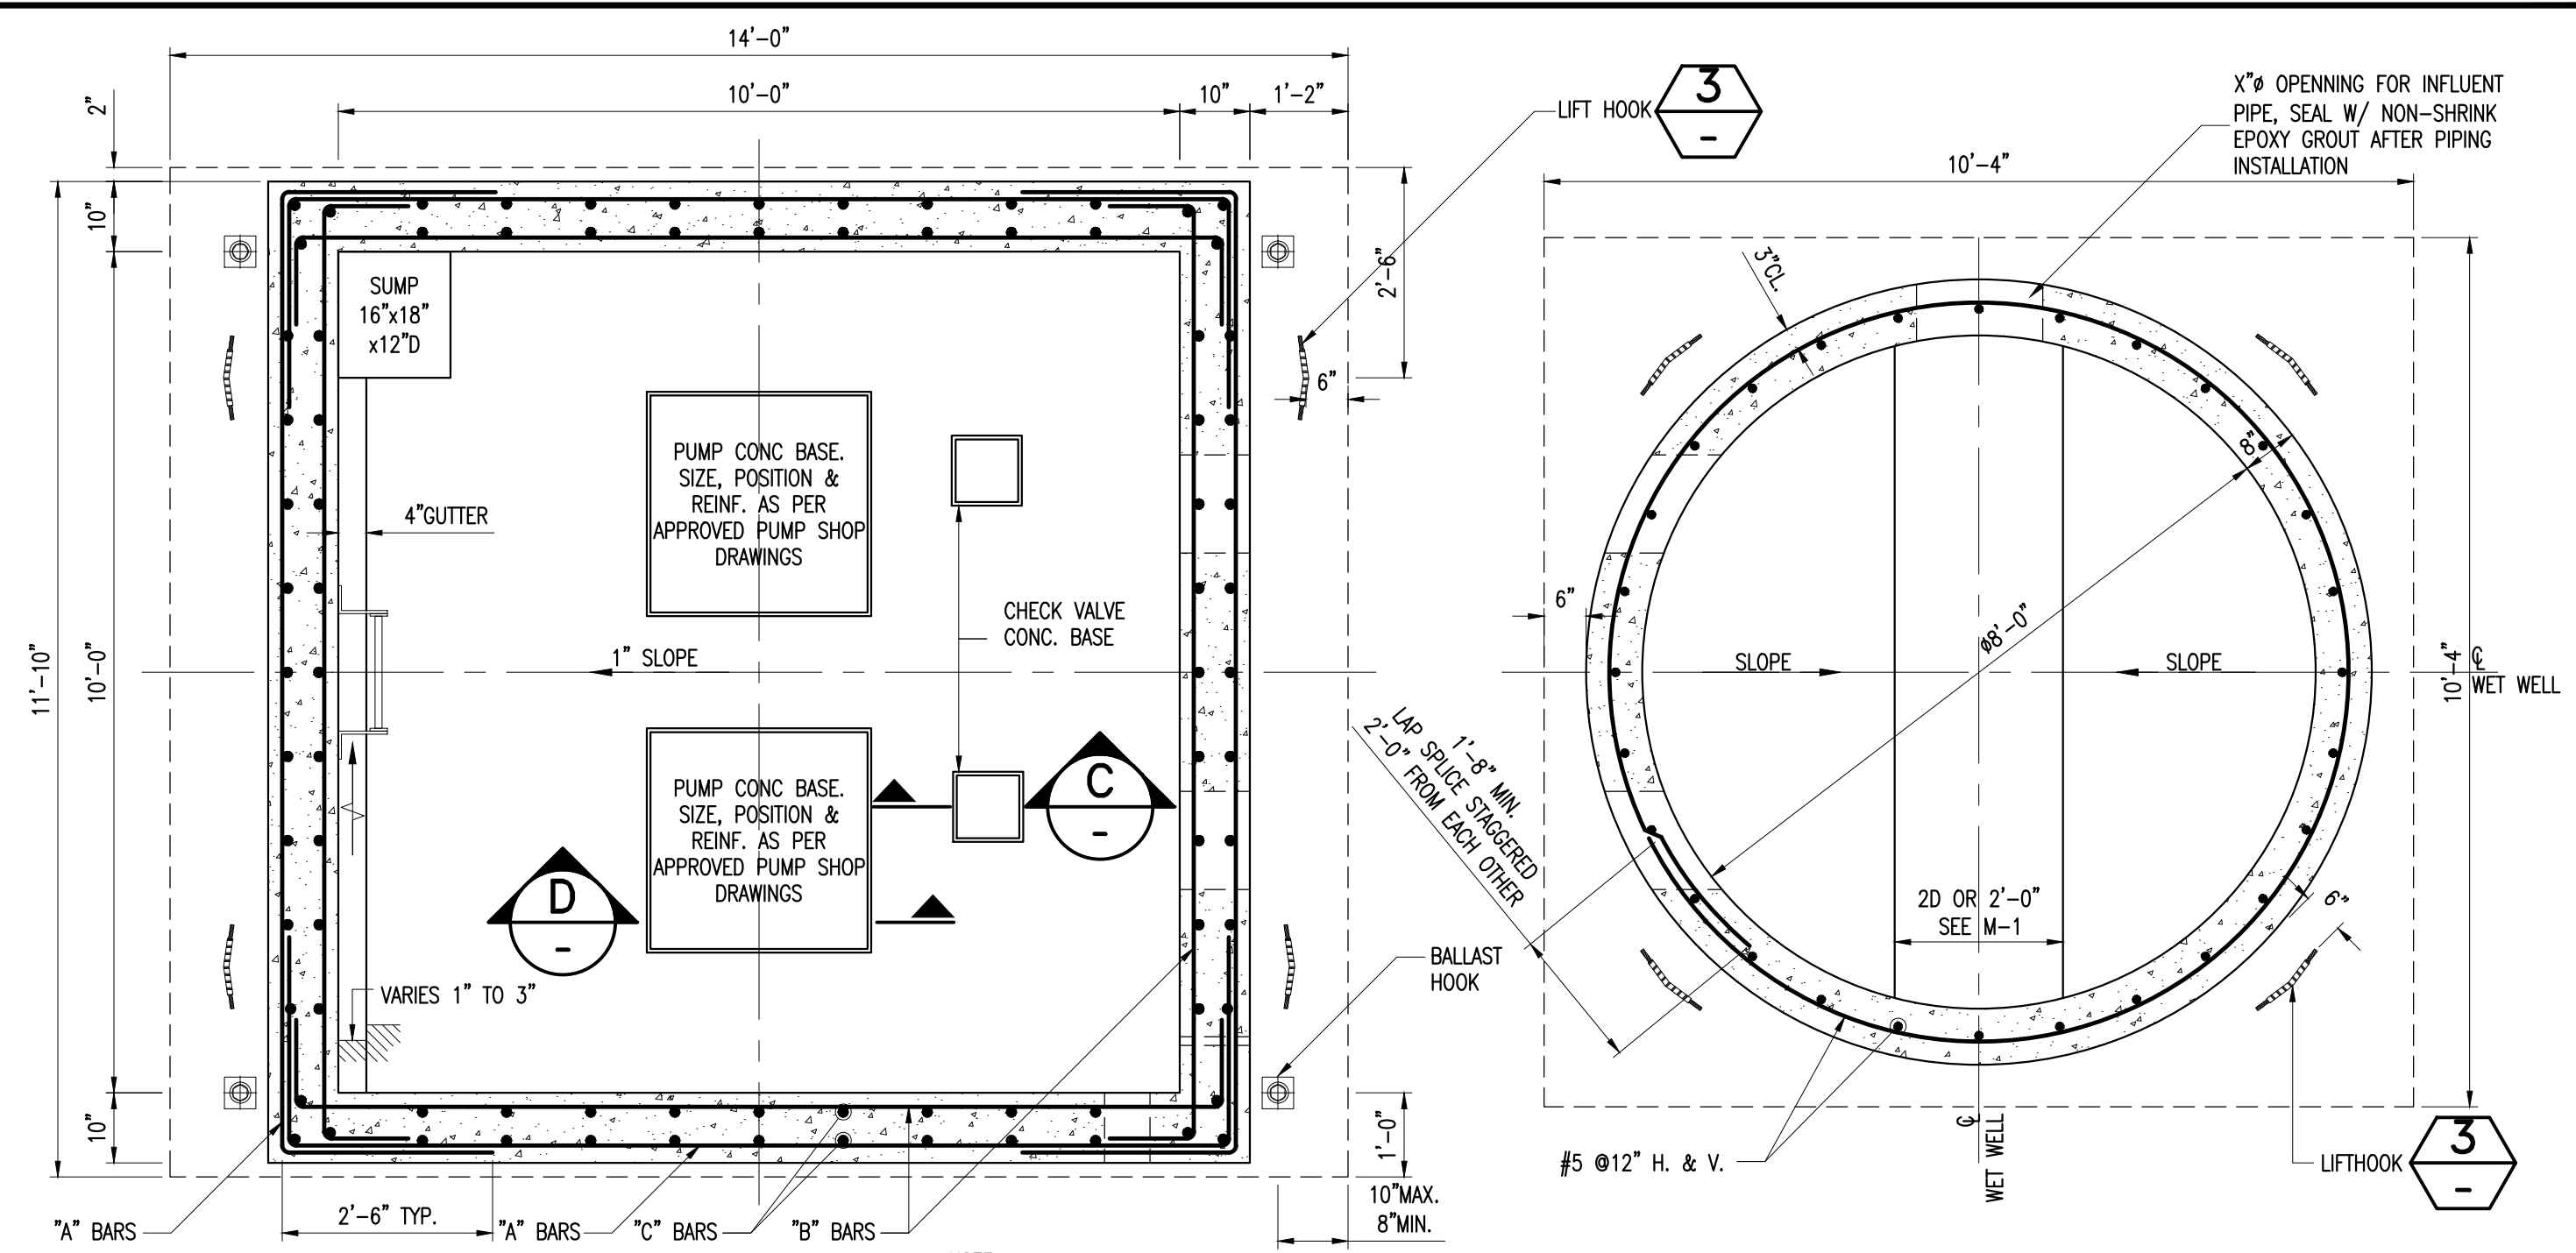 14'-0"
10'-0"
10"
1'-2"
2"
10"
11'-10"
10'-0"
10"
SUMP
16"x18"
x12"D
4"GUTTER
PUMP CONC BASE.
SIZE, POSITION &
REINF. AS PER
APPROVED PUMP SHOP
DRAWINGS
CHECK VALVE
CONC. BASE
1" SLOPE
PUMP CONC BASE.
SIZE, POSITION &
REINF. AS PER
APPROVED PUMP SHOP
DRAWINGS
C
-
D
-
VARIES 1" TO 3"
"A" BARS
2'-6" TYP.
"A" BARS
"C" BARS
"B" BARS
LIFT HOOK
3
-
2'-6"
6"
BALLAST
HOOK
1'-0"
10"MAX.
8"MIN.
X"ø OPENNING FOR INFLUENT
PIPE, SEAL W/ NON-SHRINK
EPOXY GROUT AFTER PIPING
INSTALLATION
10'-4"
3"CL.
8"
6"
ø8'-0"
SLOPE
SLOPE
10'-4"
℄
WET WELL
1'-8" MIN.
LAP SPLICE STAGGERED
2'-0" FROM EACH OTHER
2D OR 2'-0"
SEE M-1
6"
#5 @12" H. & V.
℄
WET WELL
LIFTHOOK
3
-